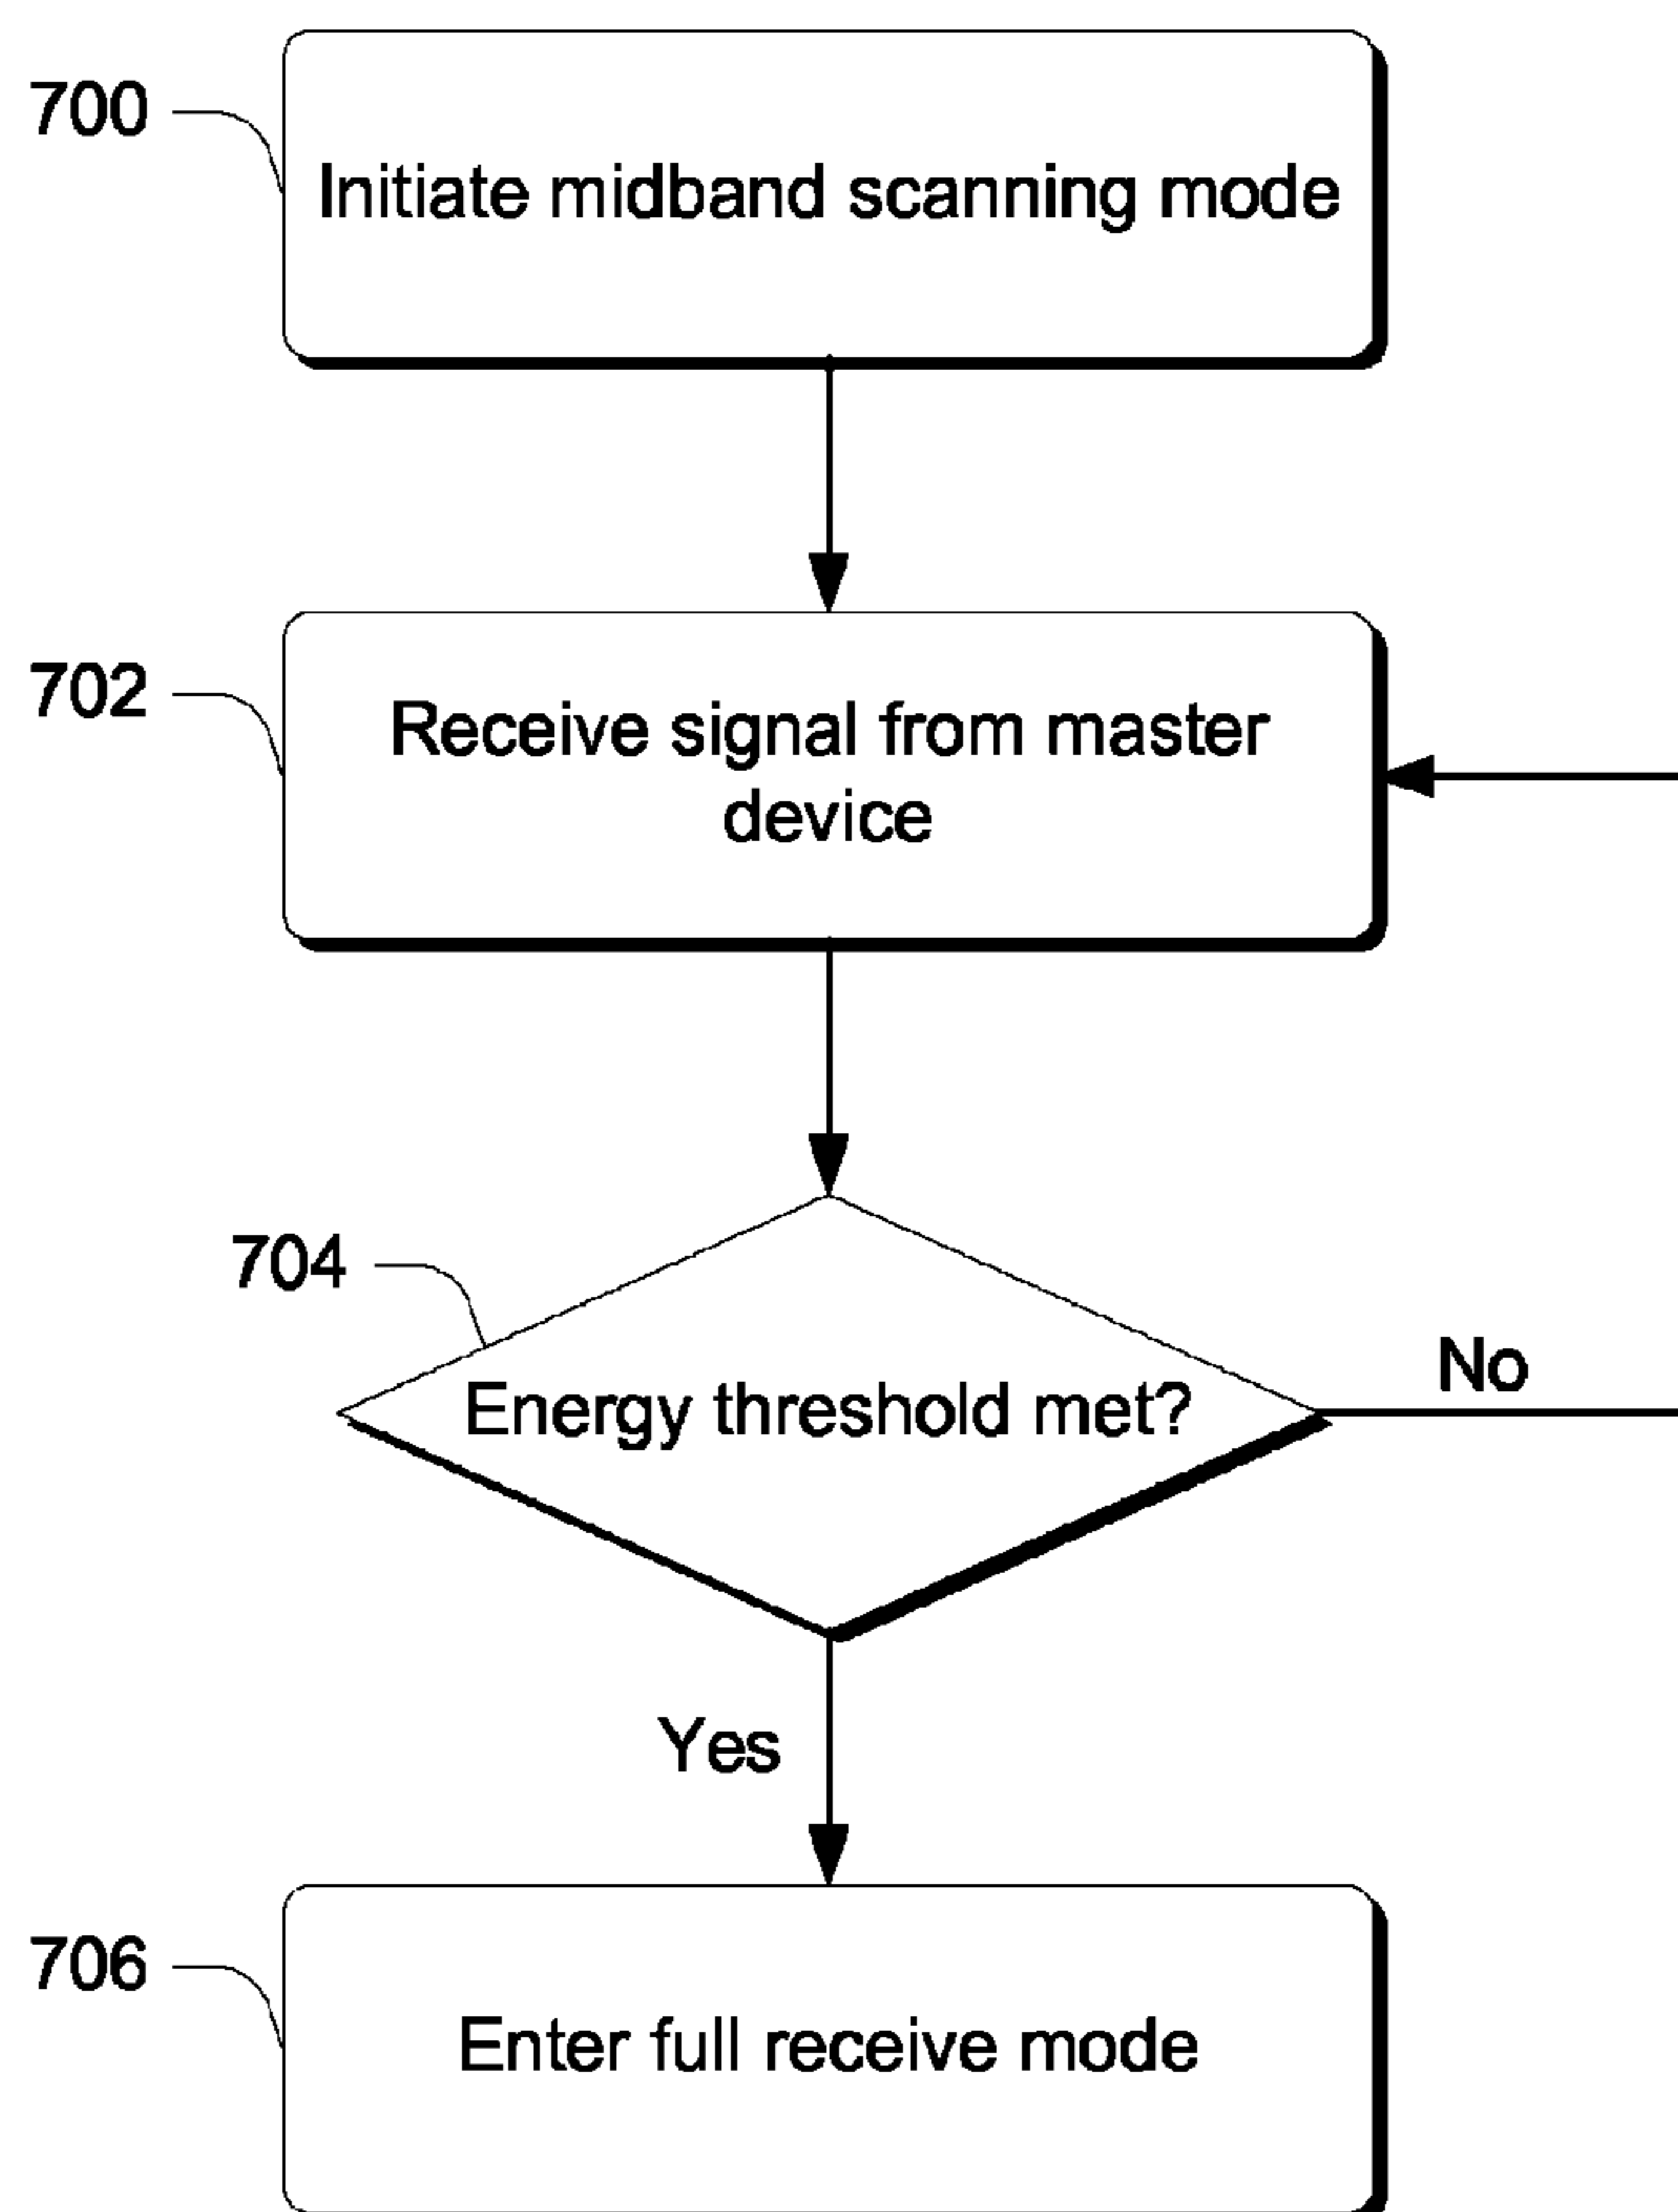 700
Initiate midband scanning mode
702
Receive signal from master
device
704
Energy threshold met?
No
Yes
706
Enter full receive mode